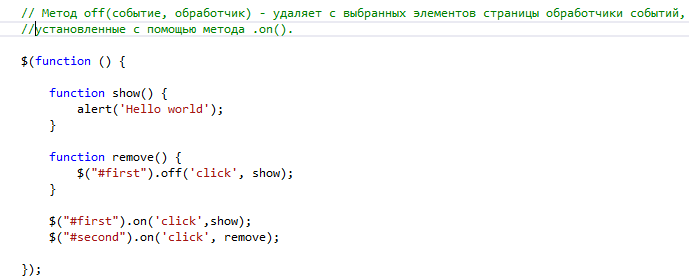 // Метод off(событие, обработчик) - удаляет с выбранных элементов страницы обработчики событий,
//установленные с помощью метода .on().
$(function () {
function show() {
alert('Hello world');
}
function remove() {
$("#first").off('click', show);
}
$("#first").on('click',show);
$("#second").on('click', remove);
});